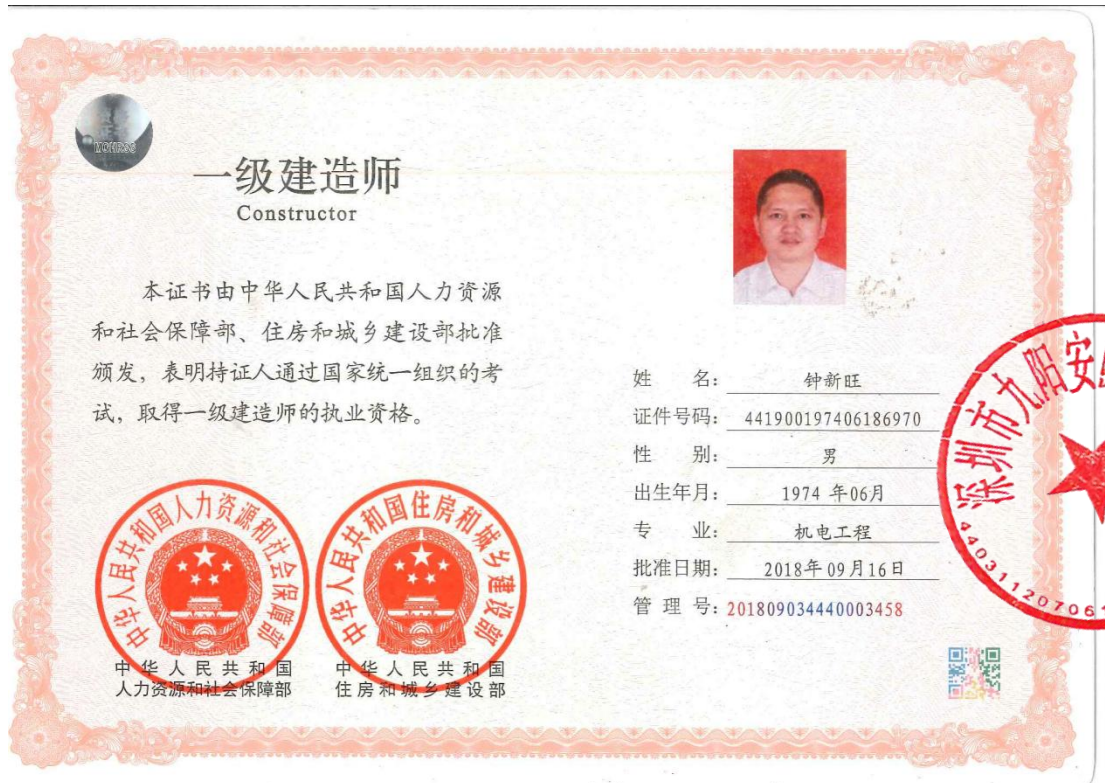 MOHRSS
一级建造师
Constructor
本证书由中华人民共和国人力资源
和社会保障部、住房和城乡建设部批准
颁发，表明持证人通过国家统一组织的考
试，取得一级建造师的执业资格。
中华人民共和国人力资源和社会保障部
中华人民共和国住房和城乡建设部
中华人民共和国
人力资源和社会保障部
中华人民共和国
住房和城乡建设部
姓 名： 钟新旺
证件号码： 441900197406186970
性 别： 男
出生年月： 1974 年06月
专 业： 机电工程
批准日期： 2018年09月16日
管 理 号：201809034440003458
深圳市九阳安
44031120706